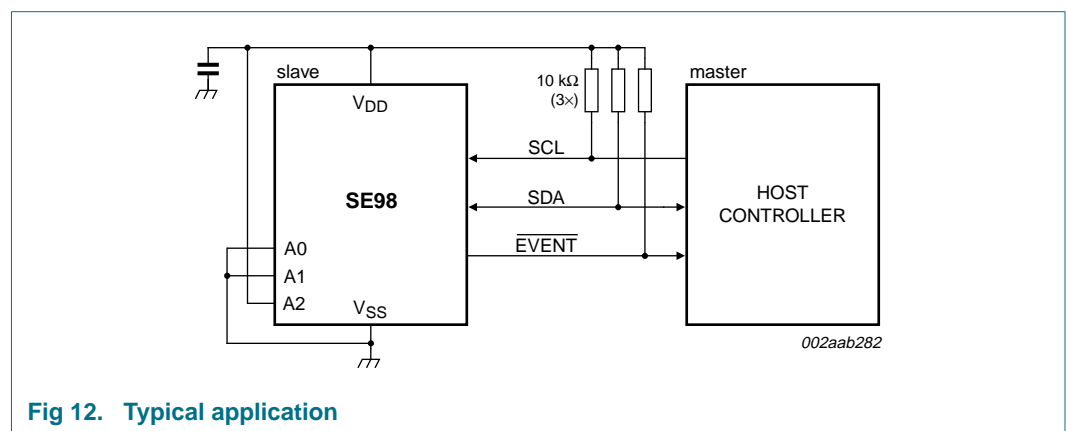 slave
10 kΩ
(3×)
master
VDD
SCL
SE98
SDA
HOST
CONTROLLER
EVENT
A0
A1
A2
VSS
002aab282
Fig 12. Typical application